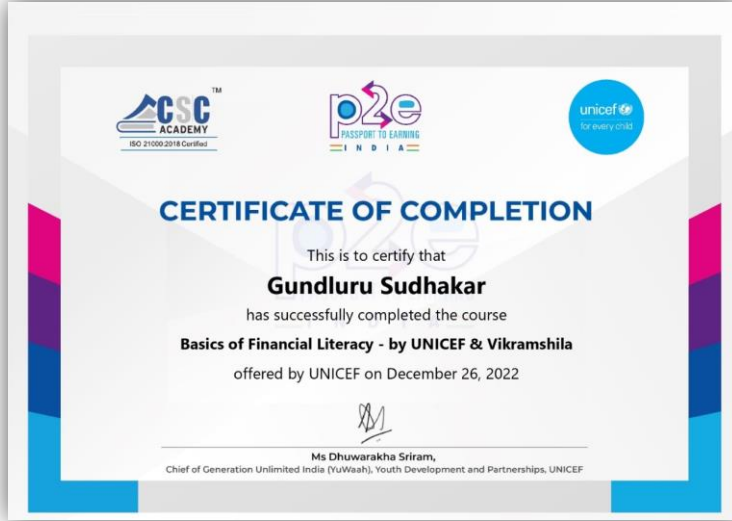 CSC
TM
ACADEMY
ISO 21000:2018 Certified
p2e
PASSPORT TO EARNING
INDIA
unicef
for every child
CERTIFICATE OF COMPLETION
This is to certify that
Gundluru Sudhakar
has successfully completed the course
Basics of Financial Literacy - by UNICEF & Vikramshila
offered by UNICEF on December 26, 2022
Ms Dhuwarakha Sriram,
Chief of Generation Unlimited India (YuWaah), Youth Development and Partnerships, UNICEF